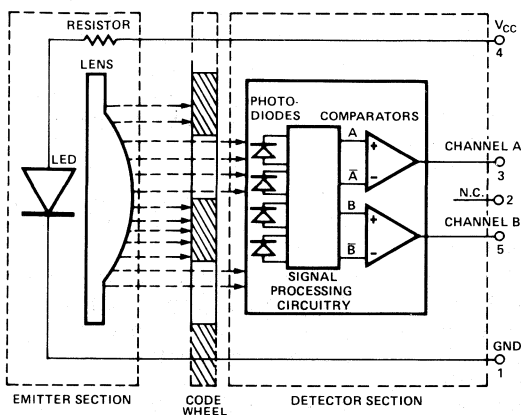 RESISTOR
VCC
4
LENS
PHOTO-
DIODES
COMPARATORS
LED
A
+
CHANNEL A
3
A̅
−
N.C.
2
B
+
CHANNEL B
5
B̅
−
SIGNAL
PROCESSING
CIRCUITRY
GND
1
EMITTER SECTION
CODE
WHEEL
DETECTOR SECTION